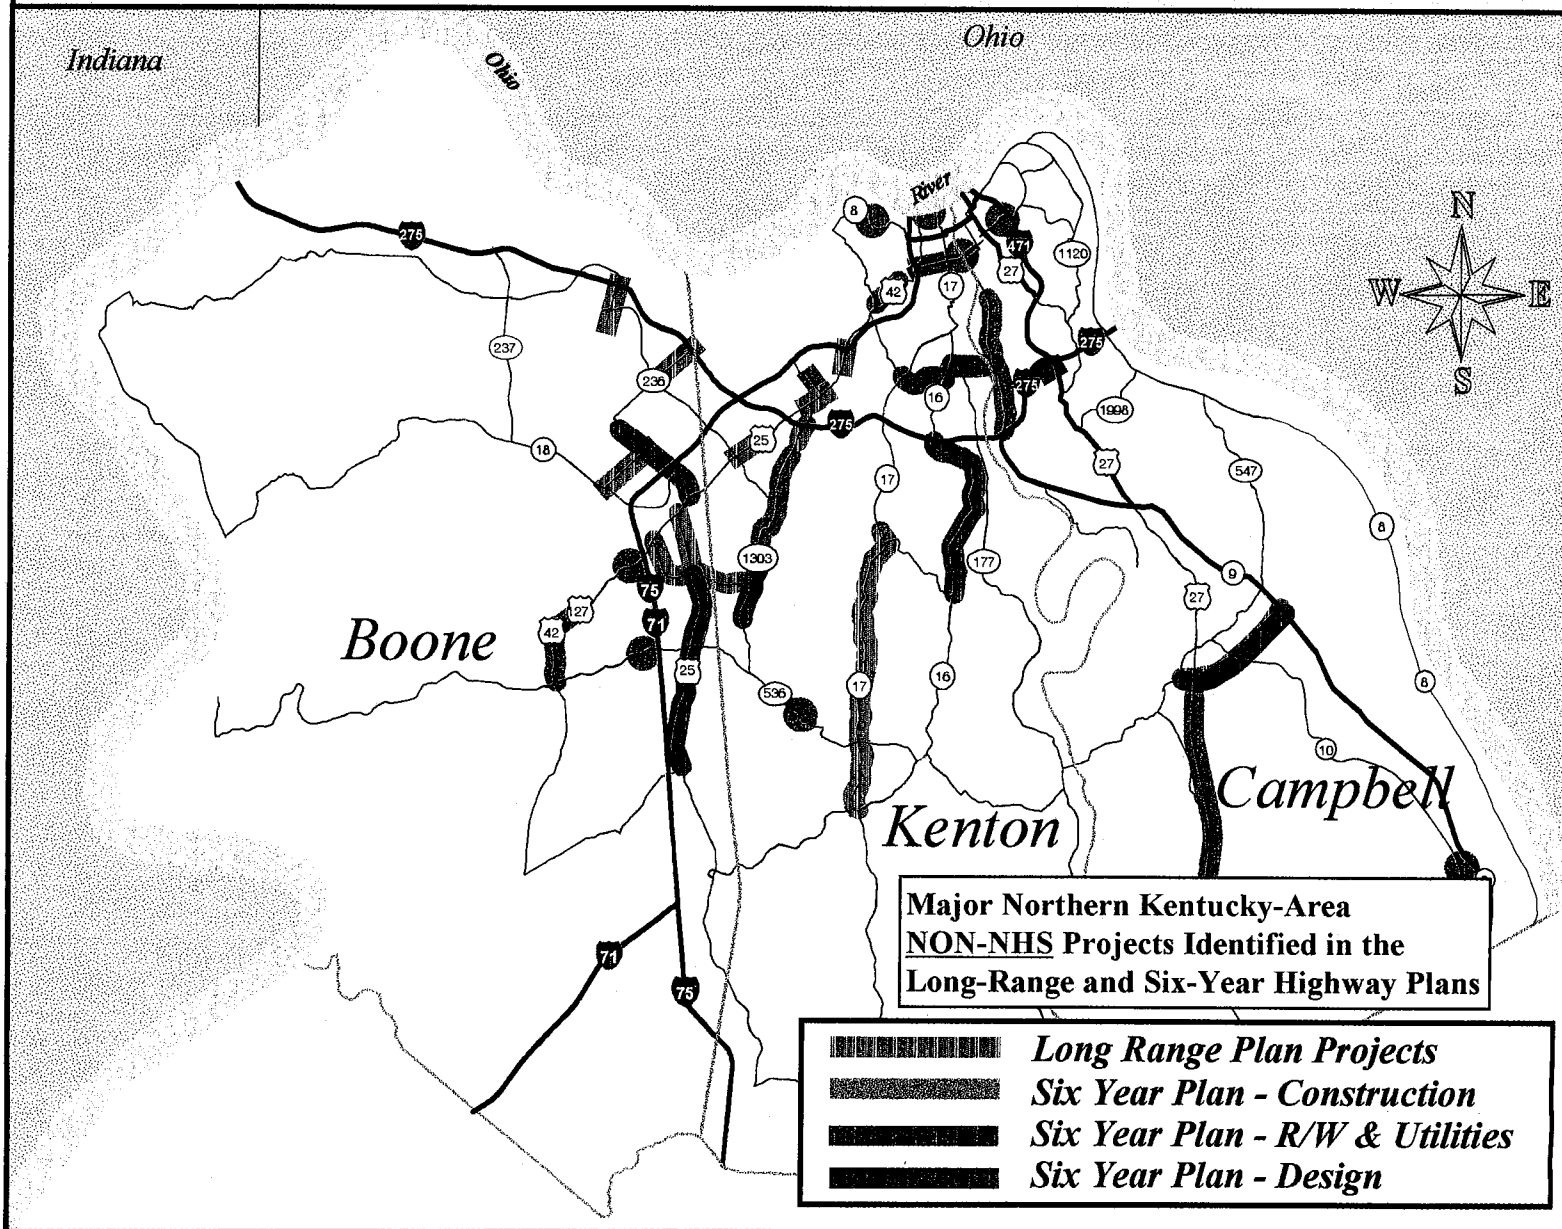 Indiana
Ohio
Ohio
River
N
W
E
S
8
275
471
1120
27
42
17
237
236
275
275
16
1998
25
275
18
27
547
17
8
1303
177
9
75
127
27
42
71
25
Boone
536
17
16
8
10
Campbell
Kenton
71
75
Major Northern Kentucky-Area
NON-NHS Projects Identified in the
Long-Range and Six-Year Highway Plans
Long Range Plan Projects
Six Year Plan - Construction
Six Year Plan - R/W & Utilities
Six Year Plan - Design